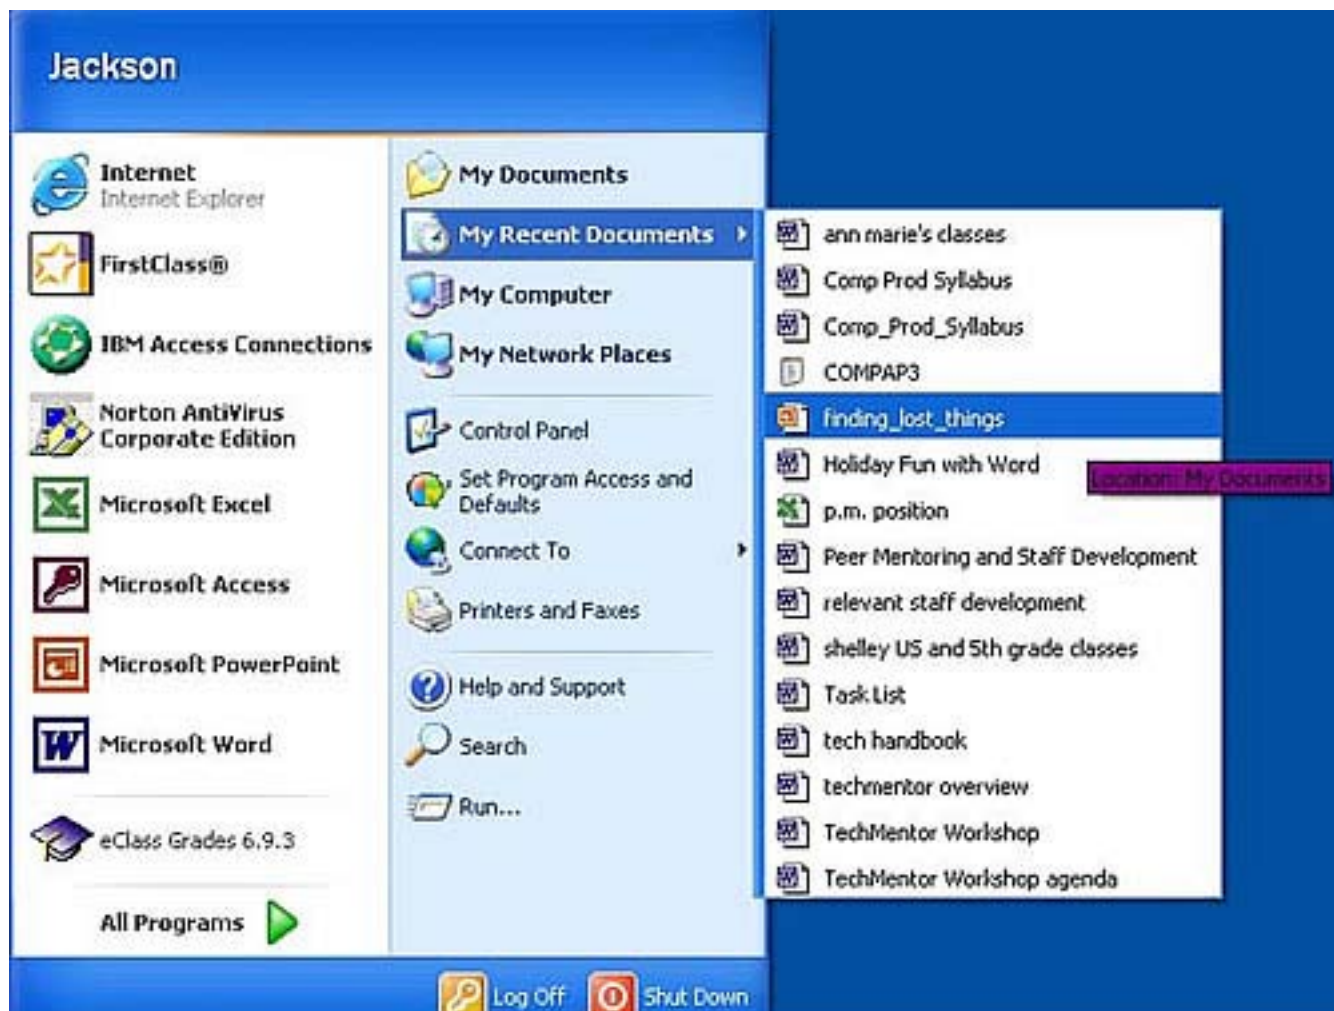 Jackson
Internet
Internet Explorer
FirstClass®
IBM Access Connections
Norton AntiVirus
Corporate Edition
Microsoft Excel
Microsoft Access
Microsoft PowerPoint
Microsoft Word
eClass Grades 6.9.3
All Programs
My Documents
My Recent Documents
My Computer
My Network Places
Control Panel
Set Program Access and
Defaults
Connect To
Printers and Faxes
Help and Support
Search
Run...
ann marie's classes
Comp Prod Syllabus
Comp_Prod_Syllabus
COMPAP3
finding_lost_things
Holiday Fun with Word
Location: My Documents
p.m. position
Peer Mentoring and Staff Development
relevant staff development
shelley US and 5th grade classes
Task List
tech handbook
techmentor overview
TechMentor Workshop
TechMentor Workshop agenda
Log Off
Shut Down